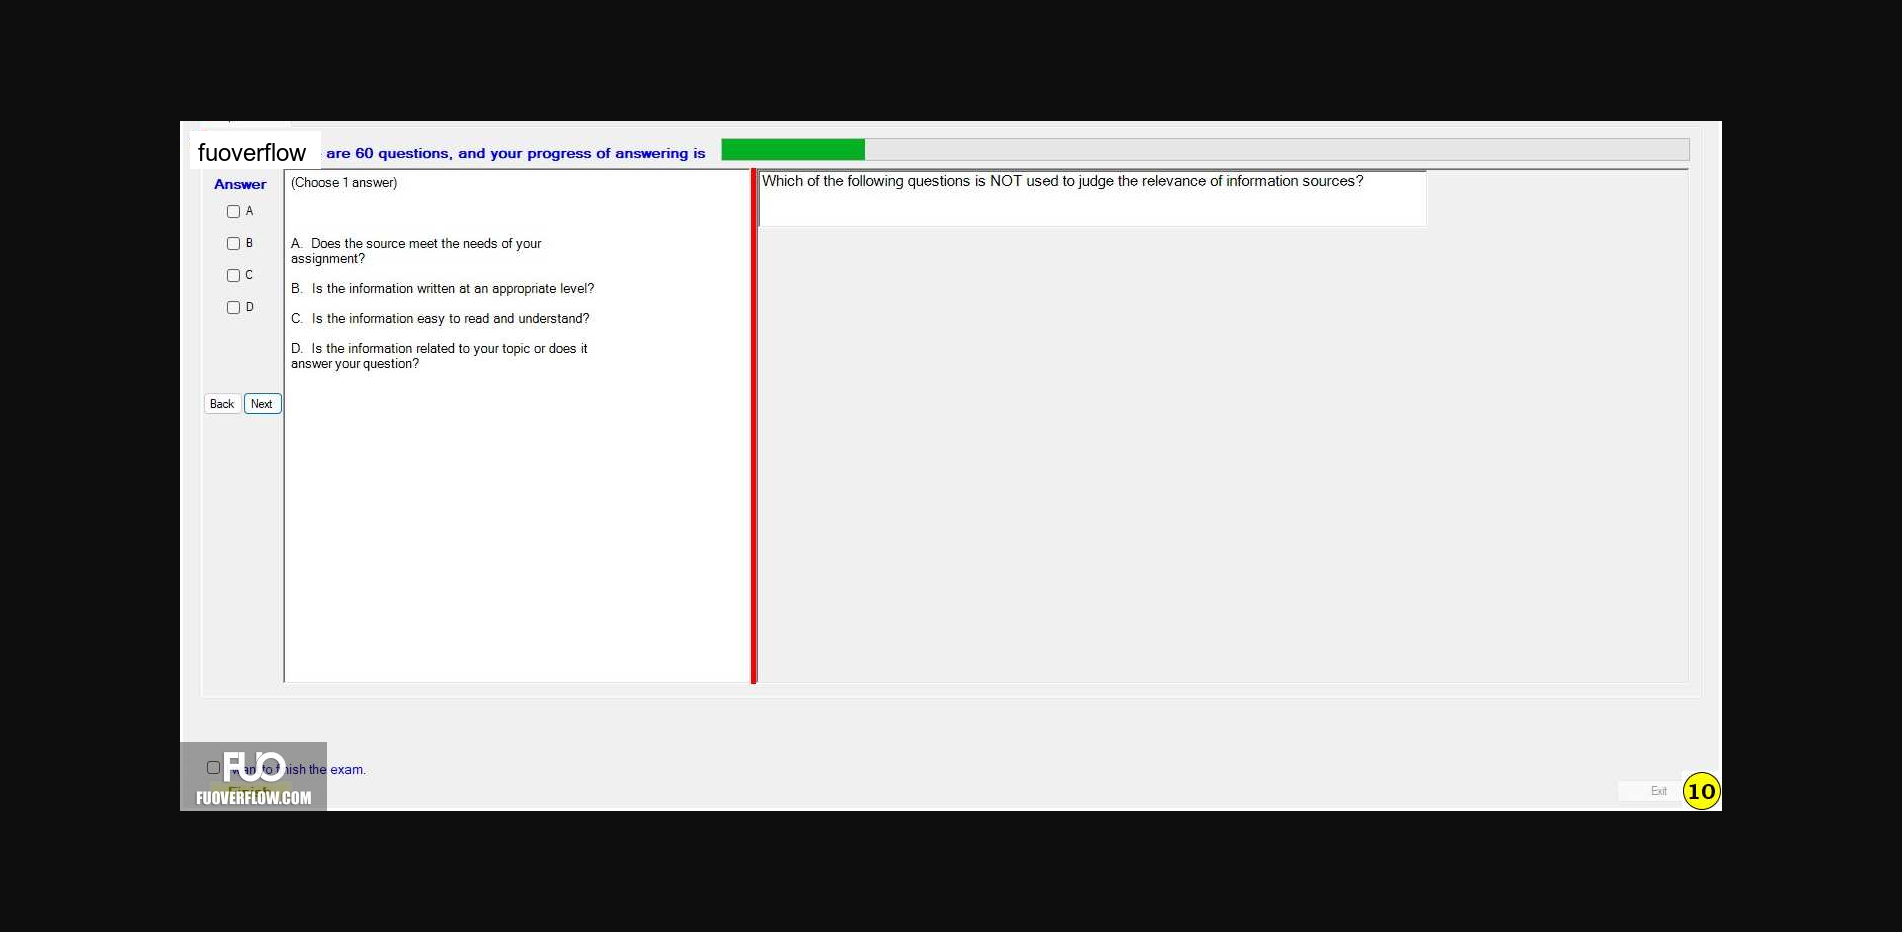 fuoverflow are 60 questions, and your progress of answering is
Answer
A
B
C
D
Back Next
(Choose 1 answer)
A. Does the source meet the needs of your
assignment?
B. Is the information written at an appropriate level?
C. Is the information easy to read and understand?
D. Is the information related to your topic or does it
answer your question?
Which of the following questions is NOT used to judge the relevance of information sources?
FUO
to finish the exam.
Finish
FUOVERFLOW.COM
Exit
10